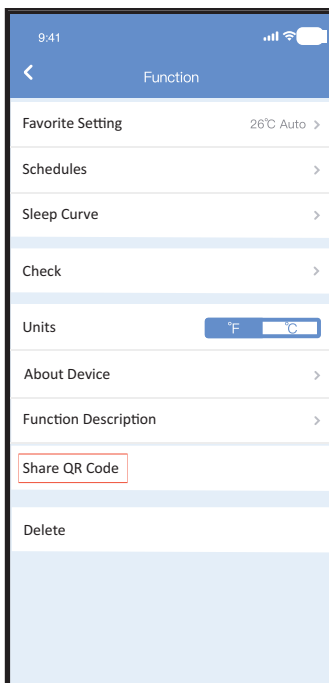 9:41
Function
Favorite Setting 26℃ Auto
Schedules
Sleep Curve
Check
Units ℉ ℃
About Device
Function Description
Share QR Code
Delete